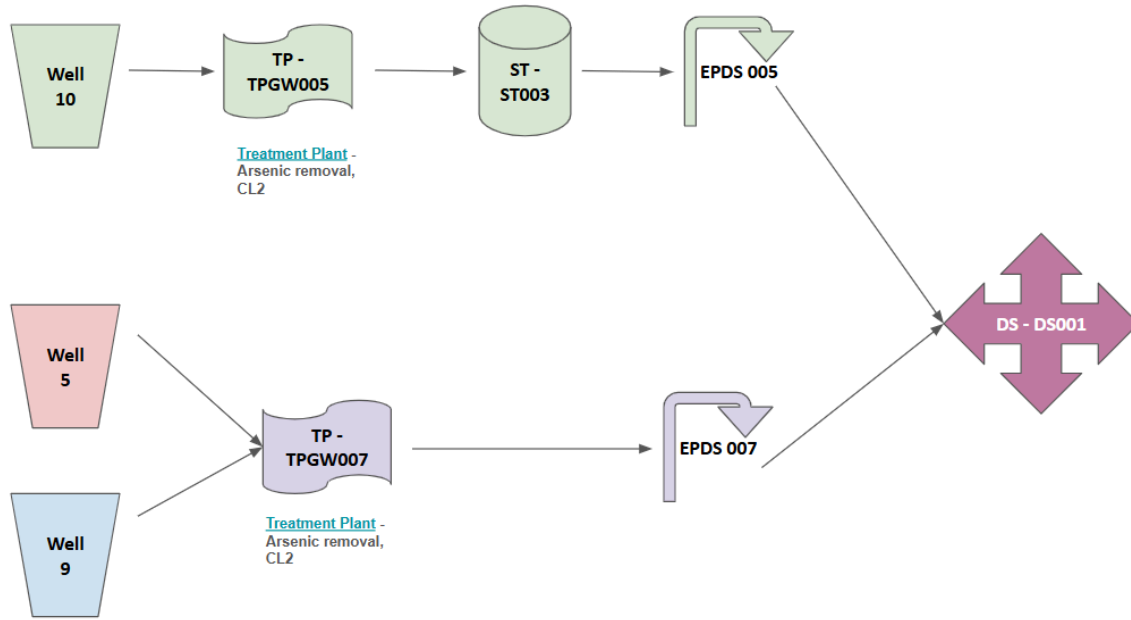 Well
10
TP -
TPGW005
Treatment Plant -
Arsenic removal,
CL2
ST -
ST003
EPDS 005
DS - DS001
Well
5
Well
9
TP -
TPGW007
Treatment Plant -
Arsenic removal,
CL2
EPDS 007